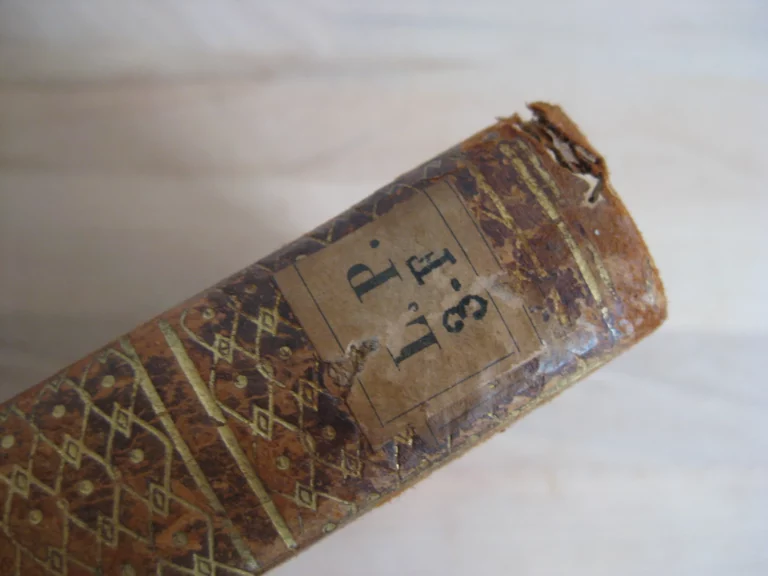 L. P.
3-F